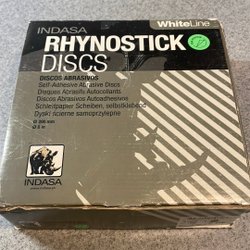 WhiteLine
INDASA
RHYNOSTICK
DISCS
DISCOS ABRASIVOS
Self-Adhesive Abrasive Discs
Disques Abrasifs Autocollants
Discos Abrasivos Autoadhesivos
Schleifpapier Scheiben, selbstklebend
Dyski ścierne samoprzylepne
INDASA